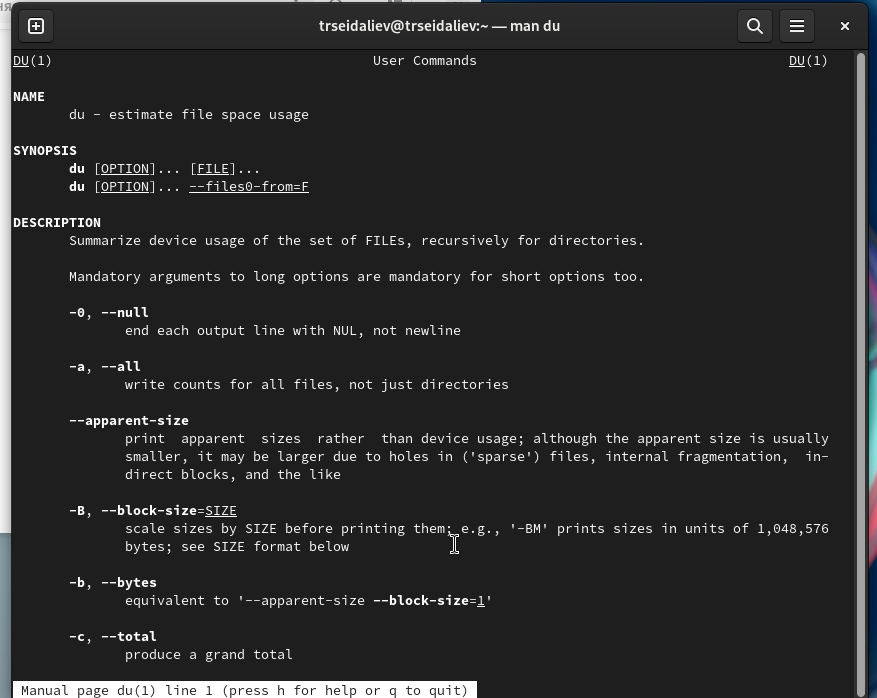 ня
trseidaliev@trseidaliev:~ — man du
DU(1) User Commands DU(1)
NAME
du - estimate file space usage
SYNOPSIS
du [OPTION]... [FILE]...
du [OPTION]... --files0-from=F
DESCRIPTION
Summarize device usage of the set of FILEs, recursively for directories.
Mandatory arguments to long options are mandatory for short options too.
-0, --null
end each output line with NUL, not newline
-a, --all
write counts for all files, not just directories
--apparent-size
print apparent sizes rather than device usage; although the apparent size is usually
smaller, it may be larger due to holes in ('sparse') files, internal fragmentation, in-
direct blocks, and the like
-B, --block-size=SIZE
scale sizes by SIZE before printing them; e.g., '-BM' prints sizes in units of 1,048,576
bytes; see SIZE format below
-b, --bytes
equivalent to '--apparent-size --block-size=1'
-c, --total
produce a grand total
Manual page du(1) line 1 (press h for help or q to quit)